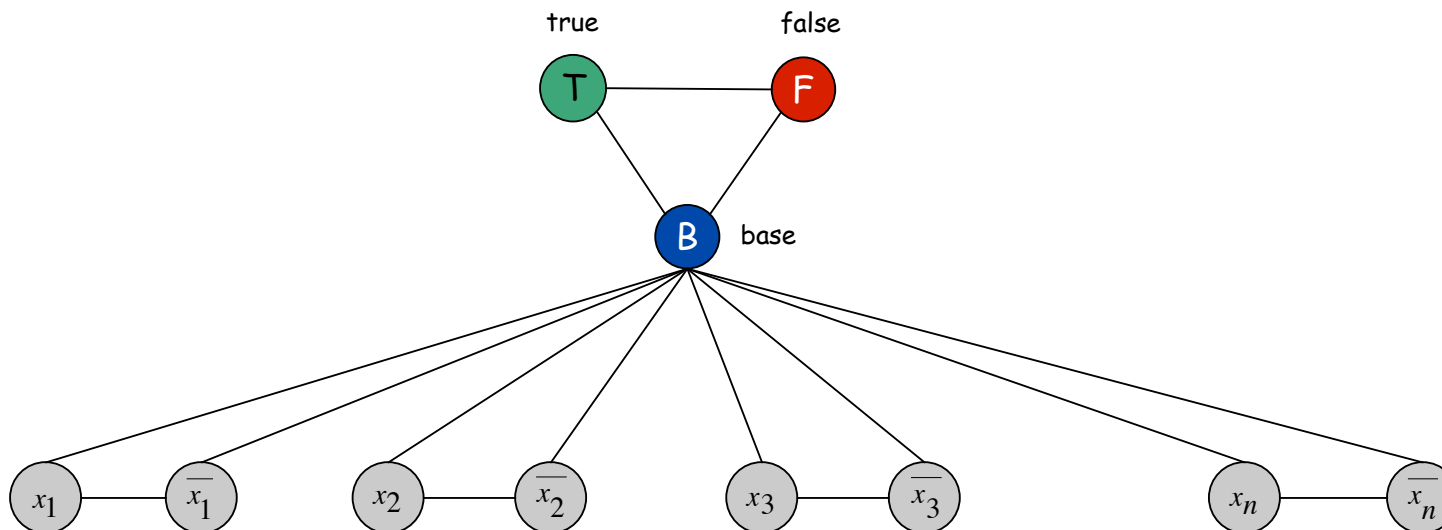 true false
T F
B base
x₁ x̅₁ x₂ x̅₂ x₃ x̅₃ xₙ x̅ₙ